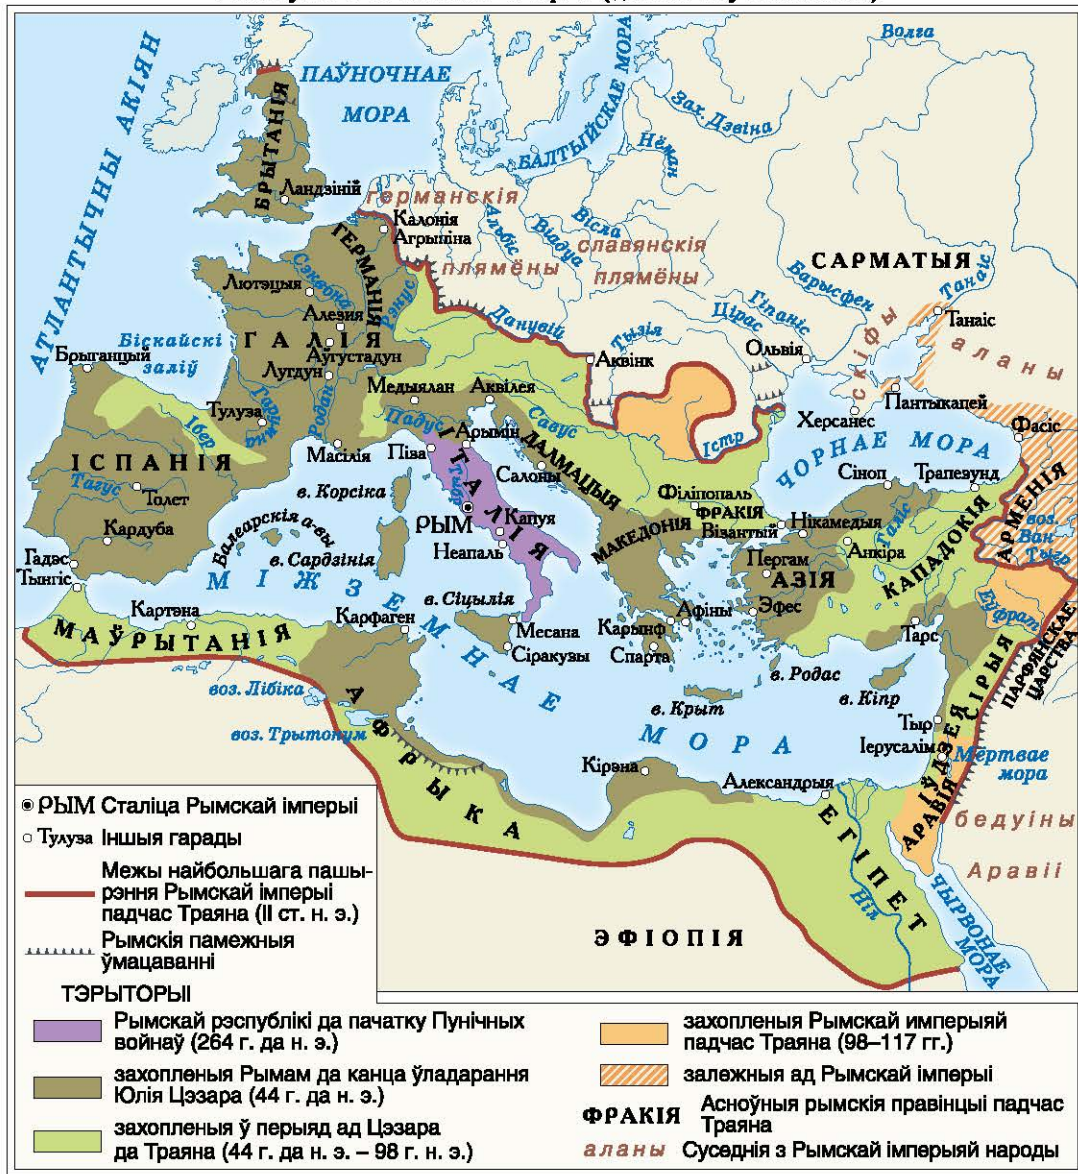 АТЛАНТЫЧНЫ АКІЯН
ПАЎНОЧНАЕ
МОРА
БАЛТЫЙСКАЕ МОРА
Волга
Зах. Дзвіна
Нёман
БРЫТАНІЯ
Ландзіній
германскія
плямёны
Калонія
Агрыпіна
ГЕРМАНІЯ
Альбіс
Віадуа
Вісла
славянскія
плямёны
САРМАТЫЯ
Барысфен
Гіпаніс
Цірас
Танаіс
Танаіс
скіфы
аланы
Лютэцыя
Сэквана
Рэнус
Алезия
ГАЛІЯ
Аугустадун
Лугдун
Данувій
Тызія
Аквінк
Ольвія
Біскайскі
заліў
Брыганцый
Медыялан
Аквілея
Пантыкапей
Херсанес
Тулуза
Гарумна
Родан
Падус
Савус
Істр
Фасіс
Ібер
Масілія
Піза
Арымін
ІТАЛІЯ
Тыбр
ДАЛМАЦЫЯ
Салоны
ЧОРНАЕ МОРА
Сіноп
Трапезунд
ІСПАНІЯ
Тагус
Толет
в. Корсіка
РЫМ
Капуя
Неапаль
Філіпопаль
ФРАКІЯ
Візантый
МАКЕДОНІЯ
Нікамедыя
Галіс
АРМЕНІЯ
воз.
Ван
Тыгр
Кардуба
Балеарскія а-вы
в. Сардзінія
Пергам
Анкіра
АЗІЯ
КАПАДОКІЯ
Гадэс
Тынгіс
МІЖЗЕМНАЕ МОРА
в. Сіцылія
Афіны
Эфес
Еўфрат
Картэна
Карфаген
Месана
Карынф
Тарс
МАЎРЫТАНІЯ
Сіракузы
Спарта
СІРЫЯ
ПАРФЯНСКАЕ
ЦАРСТВА
в. Родас
воз. Лібіка
в. Крыт
в. Кіпр
Тыр
воз. Трытонум
Іерусалім
ІЎДЗЕЯ
Мёртвае
мора
АФРЫКА
Кірэна
Александрыя
АРАВІЯ
бедуіны
Аравіі
ЕГІПЕТ
Ніл
ЧЫРВОНАЕ
МОРА
ЭФІОПІЯ
РЫМ Сталіца Рымскай імперыі
Тулуза Іншыя гарады
Межы найбольшага пашы-
рэння Рымскай імперыі
падчас Траяна (II ст. н. э.)
Рымскія памежныя
ўмацаванні
ТЭРЫТОРЫІ
Рымскай рэспублікі да пачатку Пунічных
войнаў (264 г. да н. э.)
захопленыя Рымам да канца ўладарання
Юлія Цэзара (44 г. да н. э.)
захопленыя ў перыяд ад Цэзара
да Траяна (44 г. да н. э. – 98 г. н. э.)
захопленыя Рымскай имперыяй
падчас Траяна (98–117 гг.)
залежныя ад Рымскай імперыі
ФРАКІЯ Асноўныя рымскія правінцыі падчас
Траяна
аланы Суседнія з Рымскай імперыяй народы